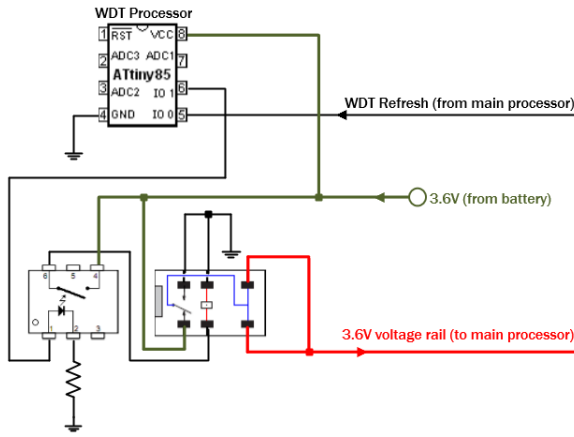 WDT Processor
1 RST VCC 8
2 ADC3 ADC1 7
ATtiny85
3 ADC2 IO 1 6
4 GND IO 0 5
WDT Refresh (from main processor)
3.6V (from battery)
6 5 4
1 2 3
3.6V voltage rail (to main processor)